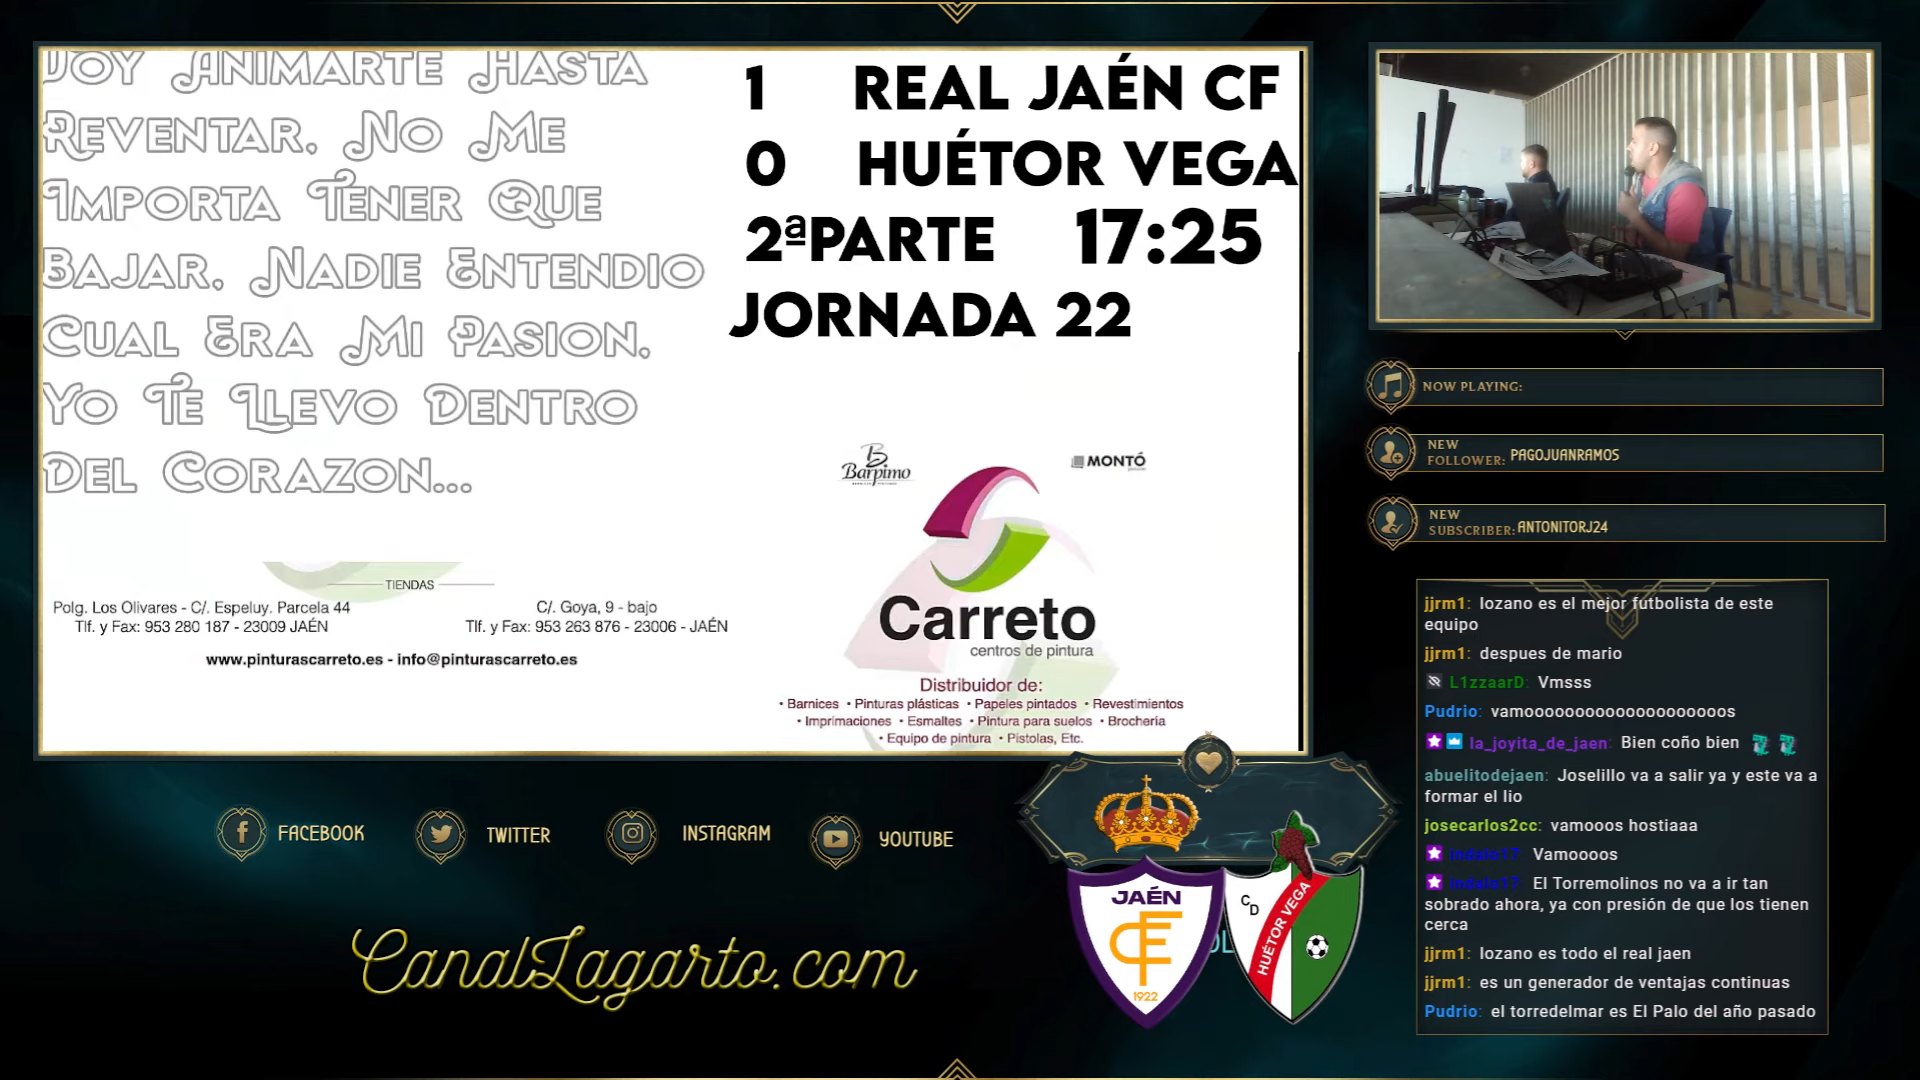 Voy Animarte Hasta
Reventar, No Me
Importa Tener Que
Bajar, Nadie Entendio
Cual Era Mi Pasion,
Yo Te Llevo Dentro
Del Corazon...
1 REAL JAÉN CF
0 HUÉTOR VEGA
2ªPARTE 17:25
JORNADA 22
Barpimo
MONTÓ
Carreto
centros de pintura
Distribuidor de:
• Barnices • Pinturas plásticas • Papeles pintados • Revestimientos
• Imprimaciones • Esmaltes • Pintura para suelos • Brochería
• Equipo de pintura • Pistolas, Etc.
TIENDAS
Polg. Los Olivares - C/. Espeluy. Parcela 44
Tlf. y Fax: 953 280 187 - 23009 JAÉN
C/. Goya, 9 - bajo
Tlf. y Fax: 953 263 876 - 23006 - JAÉN
www.pinturascarreto.es - info@pinturascarreto.es
NOW PLAYING:
NEW
FOLLOWER: PAGOJUANRAMOS
NEW
SUBSCRIBER: ANTONITORJ24
jjrm1: lozano es el mejor futbolista de este
equipo
jjrm1: despues de mario
L1zzaarD: Vmsss
Pudrio: vamooooooooooooooooooooos
la_joyita_de_jaen: Bien coño bien
abuelitodejaen: Joselillo va a salir ya y este va a
formar el lio
josecarlos2cc: vamooos hostiaaa
indalo17: Vamoooos
indalo17: El Torremolinos no va a ir tan
sobrado ahora, ya con presión de que los tienen
cerca
jjrm1: lozano es todo el real jaen
jjrm1: es un generador de ventajas continuas
Pudrio: el torredelmar es El Palo del año pasado
FACEBOOK
TWITTER
INSTAGRAM
YOUTUBE
CanalLagarto.com
JAÉN
CF
1922
CD
HUÉTOR VEGA